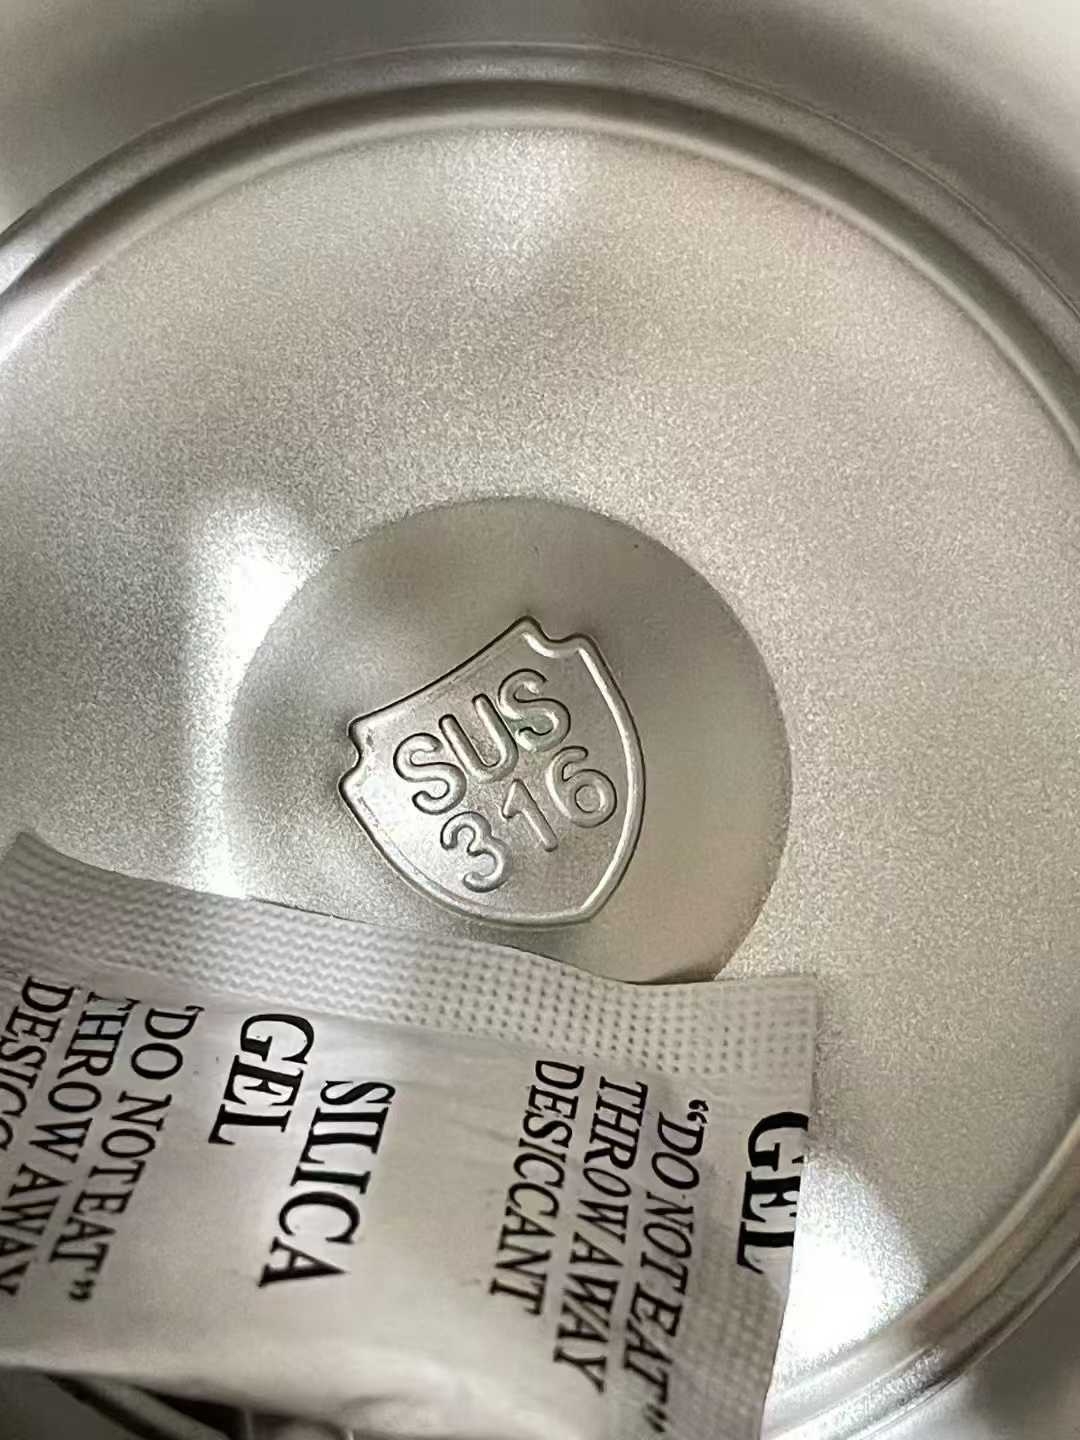 SUS
316
SILICA
GEL
"DO NOT EAT"
THROW AWAY
DESICCANT
GEL
"DO NOT EAT"
THROW AWAY